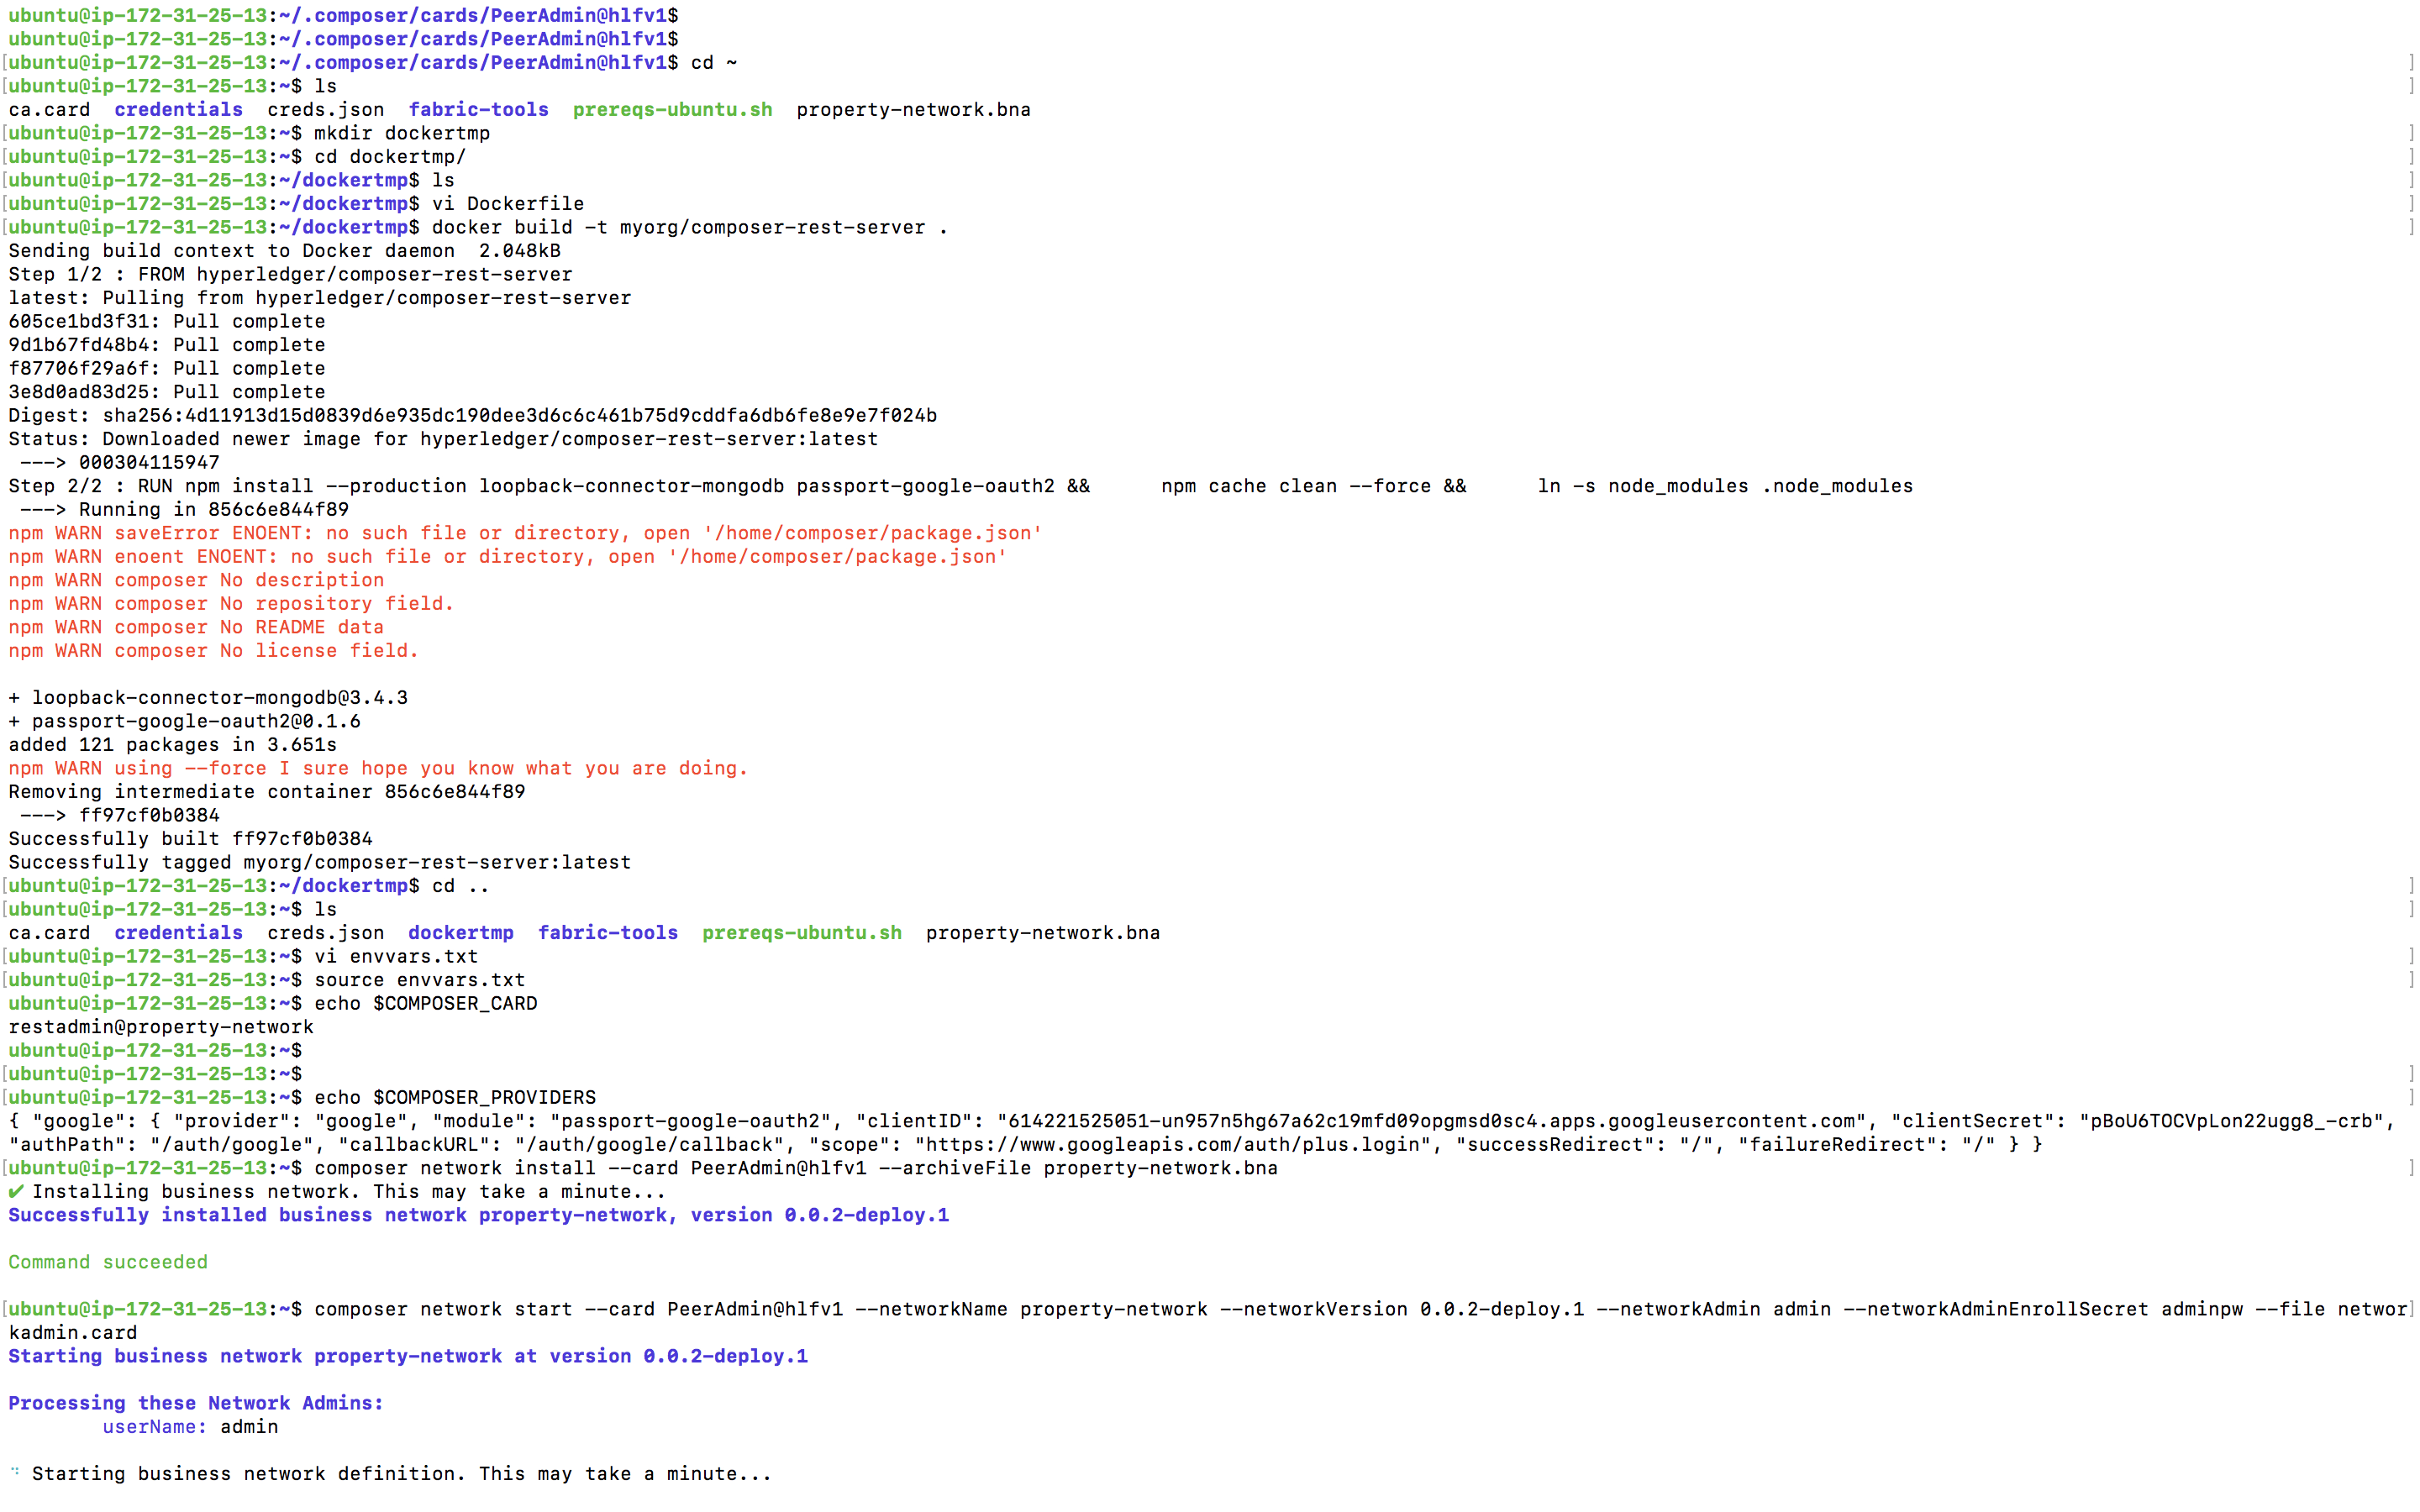 ubuntu@ip-172-31-25-13:~/.composer/cards/PeerAdmin@hlfv1$
ubuntu@ip-172-31-25-13:~/.composer/cards/PeerAdmin@hlfv1$
[ubuntu@ip-172-31-25-13:~/.composer/cards/PeerAdmin@hlfv1$ cd ~ ]
[ubuntu@ip-172-31-25-13:~$ ls ]
ca.card  credentials  creds.json  fabric-tools  prereqs-ubuntu.sh  property-network.bna
[ubuntu@ip-172-31-25-13:~$ mkdir dockertmp ]
[ubuntu@ip-172-31-25-13:~$ cd dockertmp/ ]
[ubuntu@ip-172-31-25-13:~/dockertmp$ ls ]
[ubuntu@ip-172-31-25-13:~/dockertmp$ vi Dockerfile ]
[ubuntu@ip-172-31-25-13:~/dockertmp$ docker build -t myorg/composer-rest-server . ]
Sending build context to Docker daemon  2.048kB
Step 1/2 : FROM hyperledger/composer-rest-server
latest: Pulling from hyperledger/composer-rest-server
605ce1bd3f31: Pull complete
9d1b67fd48b4: Pull complete
f87706f29a6f: Pull complete
3e8d0ad83d25: Pull complete
Digest: sha256:4d11913d15d0839d6e935dc190dee3d6c6c461b75d9cddfa6db6fe8e9e7f024b
Status: Downloaded newer image for hyperledger/composer-rest-server:latest
 ---> 000304115947
Step 2/2 : RUN npm install --production loopback-connector-mongodb passport-google-oauth2 &&      npm cache clean --force &&      ln -s node_modules .node_modules
 ---> Running in 856c6e844f89
npm WARN saveError ENOENT: no such file or directory, open '/home/composer/package.json'
npm WARN enoent ENOENT: no such file or directory, open '/home/composer/package.json'
npm WARN composer No description
npm WARN composer No repository field.
npm WARN composer No README data
npm WARN composer No license field.
+ loopback-connector-mongodb@3.4.3
+ passport-google-oauth2@0.1.6
added 121 packages in 3.651s
npm WARN using --force I sure hope you know what you are doing.
Removing intermediate container 856c6e844f89
 ---> ff97cf0b0384
Successfully built ff97cf0b0384
Successfully tagged myorg/composer-rest-server:latest
[ubuntu@ip-172-31-25-13:~/dockertmp$ cd .. ]
[ubuntu@ip-172-31-25-13:~$ ls ]
ca.card  credentials  creds.json  dockertmp  fabric-tools  prereqs-ubuntu.sh  property-network.bna
[ubuntu@ip-172-31-25-13:~$ vi envvars.txt ]
[ubuntu@ip-172-31-25-13:~$ source envvars.txt ]
ubuntu@ip-172-31-25-13:~$ echo $COMPOSER_CARD
restadmin@property-network
ubuntu@ip-172-31-25-13:~$
[ubuntu@ip-172-31-25-13:~$ ]
[ubuntu@ip-172-31-25-13:~$ echo $COMPOSER_PROVIDERS ]
{ "google": { "provider": "google", "module": "passport-google-oauth2", "clientID": "614221525051-un957n5hg67a62c19mfd09opgmsd0sc4.apps.googleusercontent.com", "clientSecret": "pBoU6TOCVpLon22ugg8_-crb",
"authPath": "/auth/google", "callbackURL": "/auth/google/callback", "scope": "https://www.googleapis.com/auth/plus.login", "successRedirect": "/", "failureRedirect": "/" } }
[ubuntu@ip-172-31-25-13:~$ composer network install --card PeerAdmin@hlfv1 --archiveFile property-network.bna ]
✔ Installing business network. This may take a minute...
Successfully installed business network property-network, version 0.0.2-deploy.1
Command succeeded
[ubuntu@ip-172-31-25-13:~$ composer network start --card PeerAdmin@hlfv1 --networkName property-network --networkVersion 0.0.2-deploy.1 --networkAdmin admin --networkAdminEnrollSecret adminpw --file networ]
kadmin.card
Starting business network property-network at version 0.0.2-deploy.1
Processing these Network Admins:
        userName: admin
⠙ Starting business network definition. This may take a minute...